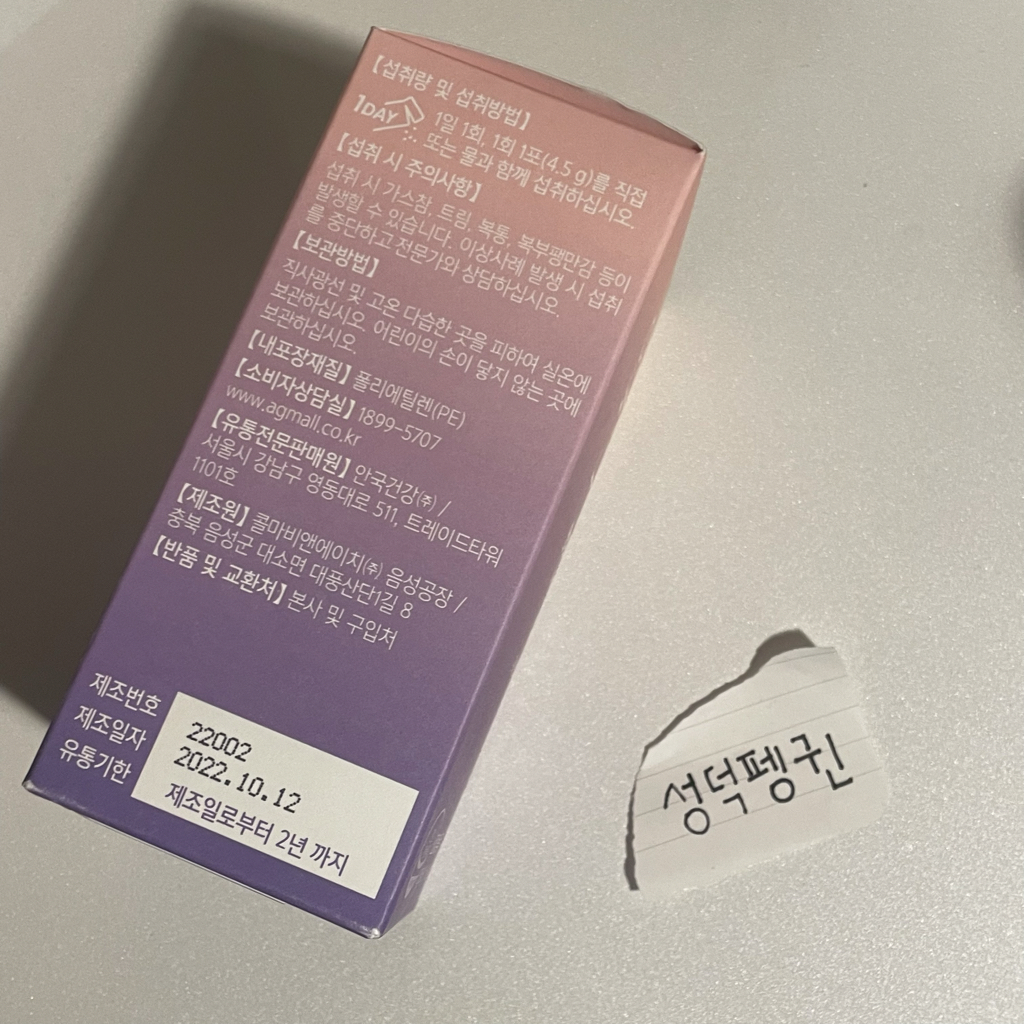 【섭취량 및 섭취방법】
1DAY
1일 1회, 1회 1포(4.5 g)를 직접
또는 물과 함께 섭취하십시오.
【섭취 시 주의사항】
섭취 시 가스참, 트림, 복통, 복부팽만감 등이
발생할 수 있습니다. 이상사례 발생 시 섭취
를 중단하고 전문가와 상담하십시오.
【보관방법】
직사광선 및 고온 다습한 곳을 피하여 실온에
보관하십시오. 어린이의 손이 닿지 않는 곳에
보관하십시오.
【내포장재질】 폴리에틸렌(PE)
【소비자상담실】 1899-5707
www.agmall.co.kr
【유통전문판매원】 안국건강(주) /
서울시 강남구 영동대로 511, 트레이드타워
1101호
【제조원】 콜마비앤에이치(주) 음성공장 /
충북 음성군 대소면 대풍산단1길 8
【반품 및 교환처】 본사 및 구입처
제조번호 22002
제조일자 2022.10.12
유통기한 제조일로부터 2년 까지
성덕펭귄